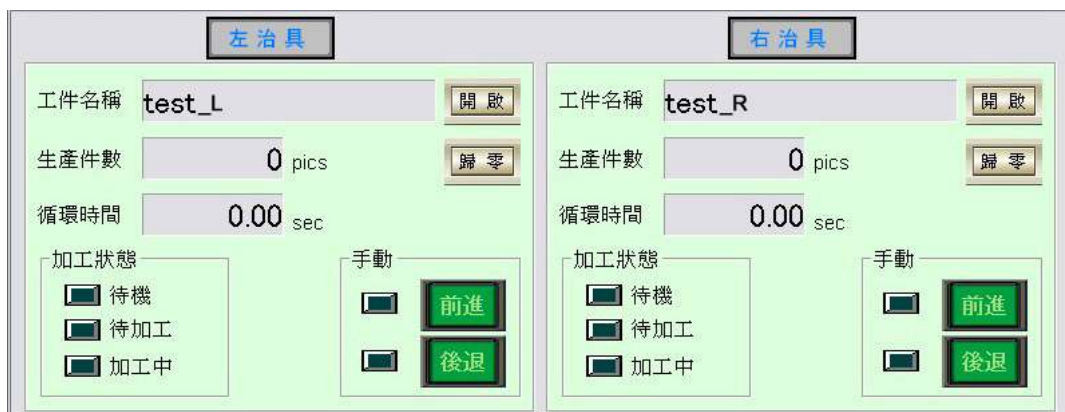 左治具
工件名稱 test_L 開啟
生產件數 0 pics 歸零
循環時間 0.00 sec
加工狀態
待機
待加工
加工中
手動
前進
後退
右治具
工件名稱 test_R 開啟
生產件數 0 pics 歸零
循環時間 0.00 sec
加工狀態
待機
待加工
加工中
手動
前進
後退